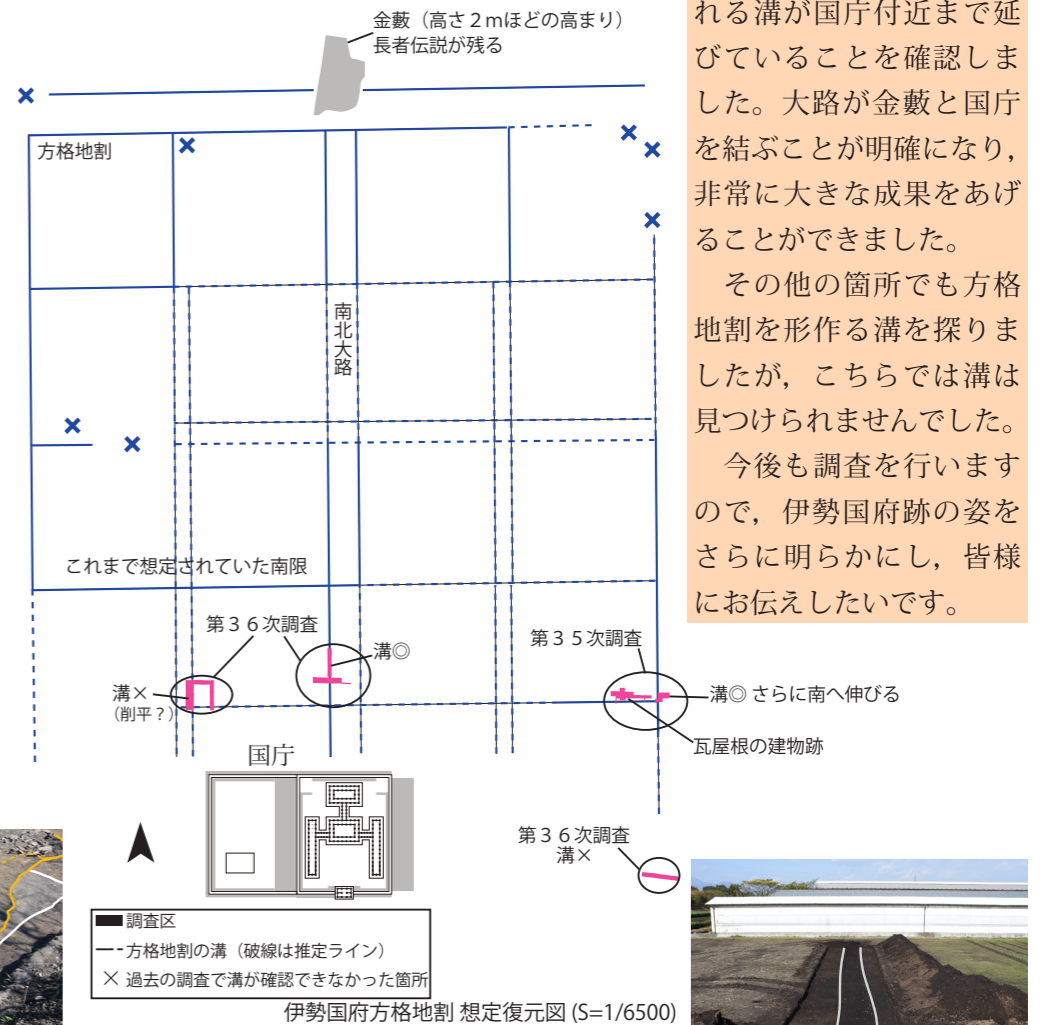 金藪（高さ２ｍほどの高まり）
長者伝説が残る
方格地割
南北大路
これまで想定されていた南限
第３６次調査
溝◎
溝×
（削平？）
第３５次調査
溝◎ さらに南へ伸びる
瓦屋根の建物跡
国庁
第３６次調査
溝×
調査区
方格地割の溝（破線は推定ライン）
× 過去の調査で溝が確認できなかった箇所
伊勢国府方格地割 想定復元図 (S=1/6500)
れる溝が国庁付近まで延
びていることを確認しま
した。大路が金藪と国庁
を結ぶことが明確になり，
非常に大きな成果をあげ
ることができました。
その他の箇所でも方格
地割を形作る溝を探りま
したが，こちらでは溝は
見つけられませんでした。
今後も調査を行います
ので，伊勢国府跡の姿を
さらに明らかにし，皆様
にお伝えしたいです。